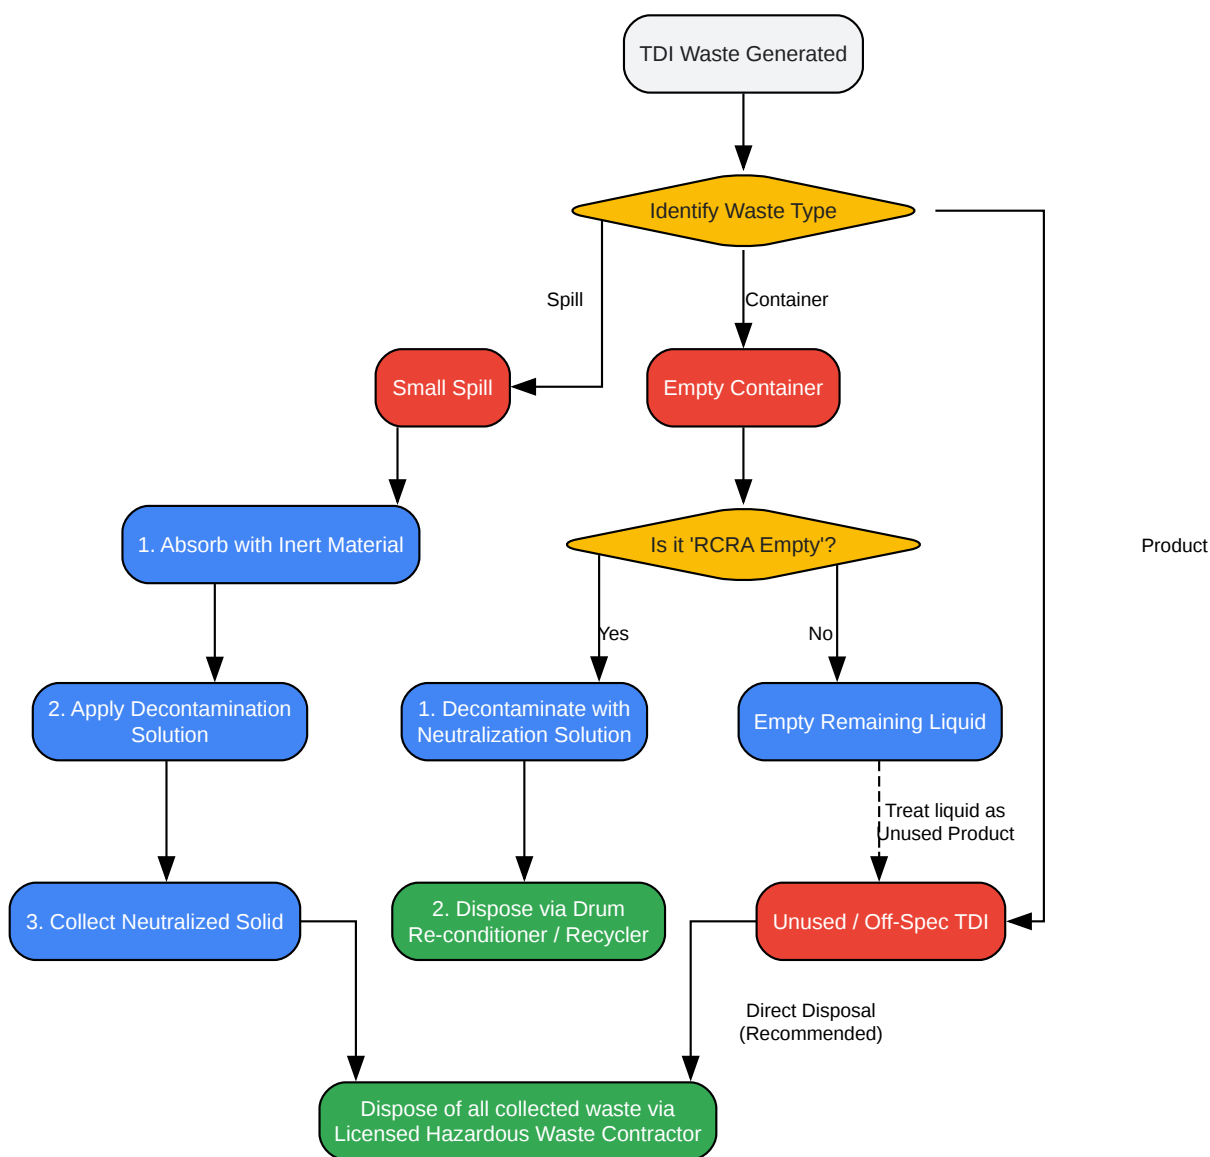 TDI Waste Generated
Identify Waste Type
Spill
Container
Small Spill
Empty Container
1. Absorb with Inert Material
Is it 'RCRA Empty'?
Product
Yes
No
2. Apply Decontamination
Solution
1. Decontaminate with
Neutralization Solution
Empty Remaining Liquid
Treat liquid as
Unused Product
3. Collect Neutralized Solid
2. Dispose via Drum
Re-conditioner / Recycler
Unused / Off-Spec TDI
Direct Disposal
(Recommended)
Dispose of all collected waste via
Licensed Hazardous Waste Contractor